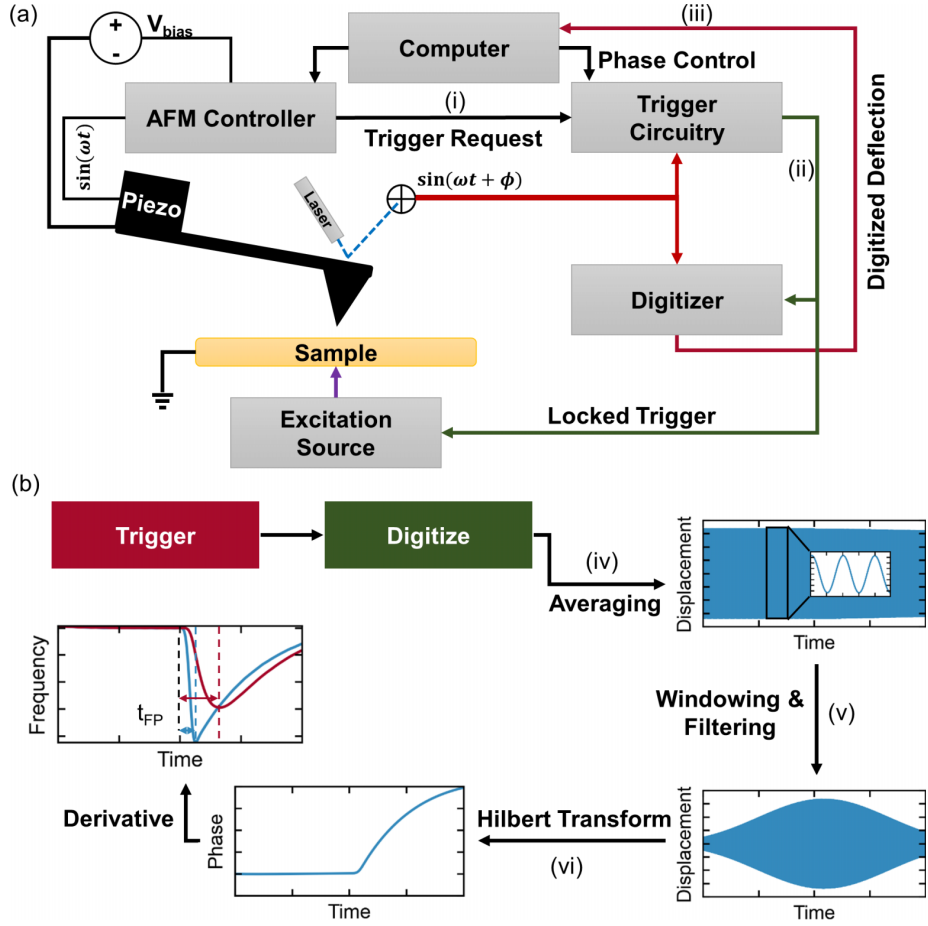 (a)
+
-
V_bias
Computer
(iii)
Phase Control
AFM Controller
(i)
Trigger Request
Trigger
Circuitry
(ii)
Digitized Deflection
sin(ωt)
Piezo
Laser
sin(ωt + ϕ)
Digitizer
Sample
Excitation
Source
Locked Trigger
(b)
Trigger
Digitize
(iv)
Averaging
Displacement
Time
Frequency
t_FP
Time
Windowing &
Filtering
(v)
Derivative
Phase
Time
Hilbert Transform
(vi)
Displacement
Time